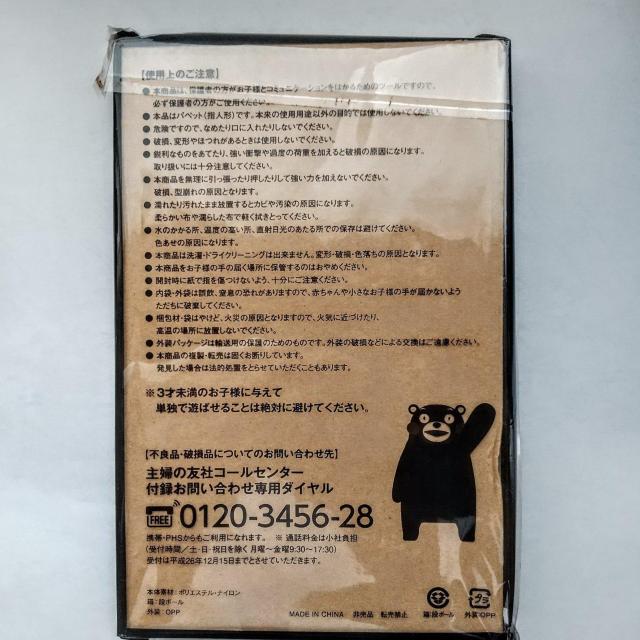 【使用上のご注意】
● 本商品は、保護者の方がお子様とコミュニケーションをはかるためのツールですので、
必ず保護者の方がご使用ください。
● 本品はパペット(指人形)です。本来の使用用途以外の目的では使用しないでください。
● 危険ですので、なめたり口に入れたりしないでください。
● 破損、変形やほつれがあるときは使用しないでください。
● 鋭利なものをあてたり、強い衝撃や過度の荷重を加えると破損の原因になります。
取り扱いには十分注意してください。
● 本商品を無理に引っ張ったり押したりして強い力を加えないでください。
破損、型崩れの原因となります。
● 濡れたり汚れたまま放置するとカビや汚染の原因になります。
柔らかい布や濡らした布で軽く拭きとってください。
● 水のかかる所、温度の高い所、直射日光のあたる所での保存は避けてください。
色あせの原因になります。
● 本商品は洗濯・ドライクリーニングは出来ません。変形・破損・色落ちの原因となります。
● 本商品をお子様の手の届く場所に保管するのはおやめください。
● 開封時に紙で指を傷つけないよう、十分にご注意ください。
● 内袋・外袋は誤飲、窒息の恐れがありますので、赤ちゃんや小さなお子様の手が届かないよう
ただちに破棄してください。
● 梱包材・袋はやけど、火災の原因となりますので、火気に近づけたり、
高温の場所に放置しないでください。
● 外装パッケージは輸送用の保護のためのものです。外装の破損などによる交換はご遠慮ください。
● 本商品の複製・転売は固くお断りしています。
発見した場合は法的処置をとらせていただくこともあります。
※3才未満のお子様に与えて
単独で遊ばせることは絶対に避けてください。
【不良品・破損品についてのお問い合わせ先】
主婦の友社コールセンター
付録お問い合わせ専用ダイヤル
FREE 0120-3456-28
携帯・PHSからもご利用になれます。 ※通話料金は小社負担
(受付時間／土・日・祝日を除く 月曜～金曜9:30～17:30)
受付は平成26年12月15日までとさせていただきます。
本体素材:ポリエステル・ナイロン
箱:段ボール
外装:OPP
MADE IN CHINA 非売品 転売禁止 箱:段ボール 外装:OPP